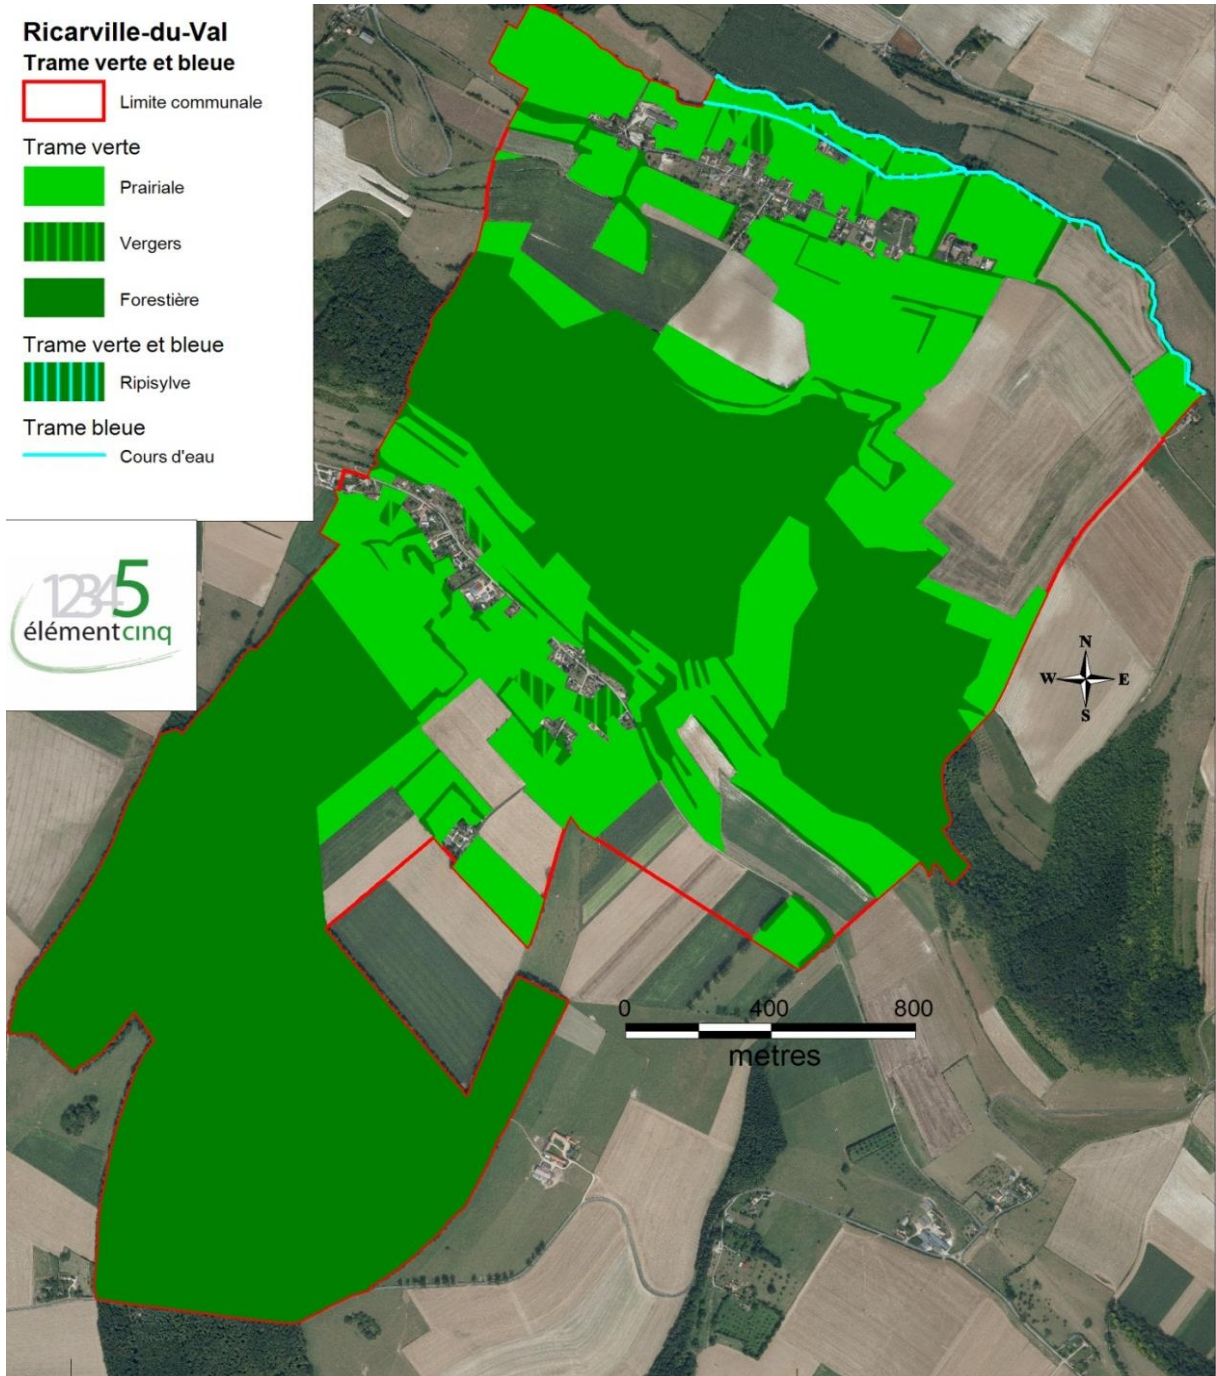 Ricarville-du-Val
Trame verte et bleue
Limite communale
Trame verte
Prairiale
Vergers
Forestière
Trame verte et bleue
Ripisylve
Trame bleue
Cours d'eau
12345
élémentcinq
N
W E
S
0 400 800
metres